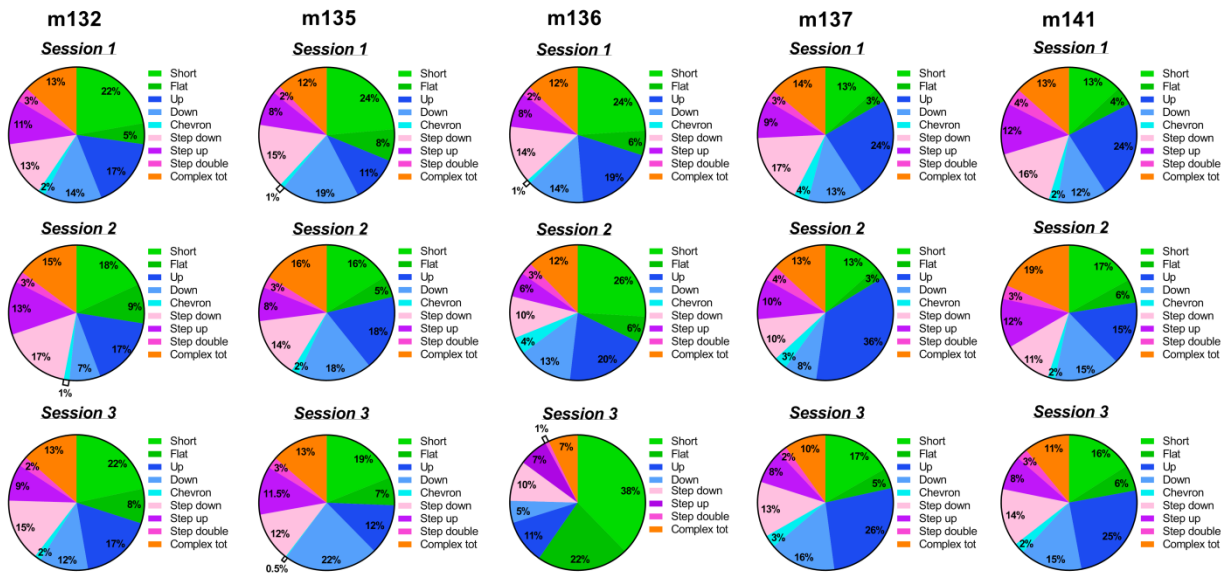 m132
m135
m136
m137
m141
Session 1
13%
22%
5%
17%
14%
2%
13%
11%
3%
Short
Flat
Up
Down
Chevron
Step down
Step up
Step double
Complex tot
Session 1
12%
24%
8%
11%
19%
1%
15%
8%
2%
Short
Flat
Up
Down
Chevron
Step down
Step up
Step double
Complex tot
Session 1
12%
24%
6%
19%
14%
1%
14%
8%
2%
Short
Flat
Up
Down
Chevron
Step down
Step up
Step double
Complex tot
Session 1
14%
13%
3%
24%
13%
4%
17%
9%
3%
Short
Flat
Up
Down
Chevron
Step down
Step up
Step double
Complex tot
Session 1
13%
13%
4%
24%
12%
2%
16%
12%
4%
Short
Flat
Up
Down
Chevron
Step down
Step up
Step double
Complex tot
Session 2
15%
18%
9%
17%
7%
1%
17%
13%
3%
Short
Flat
Up
Down
Chevron
Step down
Step up
Step double
Complex tot
Session 2
16%
16%
5%
18%
18%
2%
14%
8%
3%
Short
Flat
Up
Down
Chevron
Step down
Step up
Step double
Complex tot
Session 2
12%
26%
6%
20%
13%
4%
10%
6%
3%
Short
Flat
Up
Down
Chevron
Step down
Step up
Step double
Complex tot
Session 2
13%
13%
3%
36%
8%
3%
10%
10%
4%
Short
Flat
Up
Down
Chevron
Step down
Step up
Step double
Complex tot
Session 2
19%
17%
6%
15%
15%
2%
11%
12%
3%
Short
Flat
Up
Down
Chevron
Step down
Step up
Step double
Complex tot
Session 3
13%
22%
8%
17%
12%
2%
15%
9%
2%
Short
Flat
Up
Down
Chevron
Step down
Step up
Step double
Complex tot
Session 3
13%
19%
7%
12%
22%
0.5%
12%
11.5%
3%
Short
Flat
Up
Down
Chevron
Step down
Step up
Step double
Complex tot
Session 3
1%
7%
38%
22%
11%
5%
10%
7%
Short
Flat
Up
Down
Step down
Step up
Step double
Complex tot
Session 3
10%
17%
5%
26%
16%
3%
13%
8%
2%
Short
Flat
Up
Down
Chevron
Step down
Step up
Step double
Complex tot
Session 3
11%
16%
6%
25%
15%
2%
14%
8%
3%
Short
Flat
Up
Down
Chevron
Step down
Step up
Step double
Complex tot